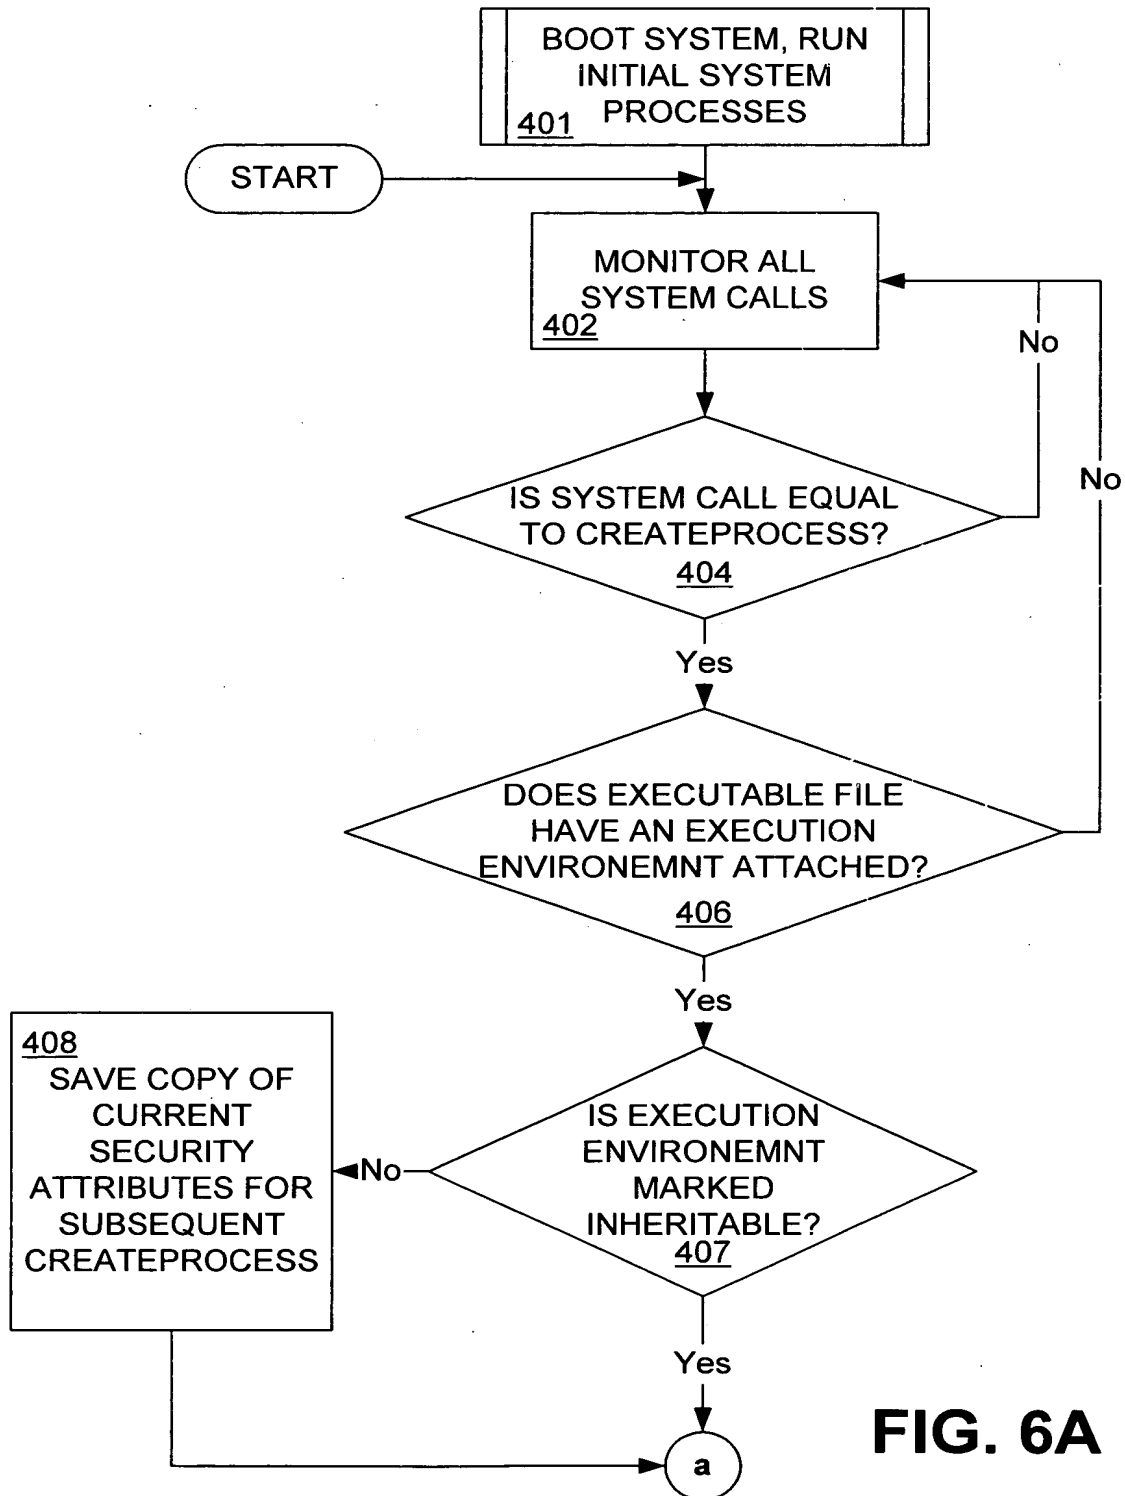 BOOT SYSTEM, RUN
INITIAL SYSTEM
PROCESSES
401
START
MONITOR ALL
SYSTEM CALLS
402
No
No
IS SYSTEM CALL EQUAL
TO CREATEPROCESS?
404
Yes
DOES EXECUTABLE FILE
HAVE AN EXECUTION
ENVIRONEMNT ATTACHED?
406
Yes
408
SAVE COPY OF
CURRENT
SECURITY
ATTRIBUTES FOR
SUBSEQUENT
CREATEPROCESS
No
IS EXECUTION
ENVIRONEMNT
MARKED
INHERITABLE?
407
Yes
a
FIG. 6A